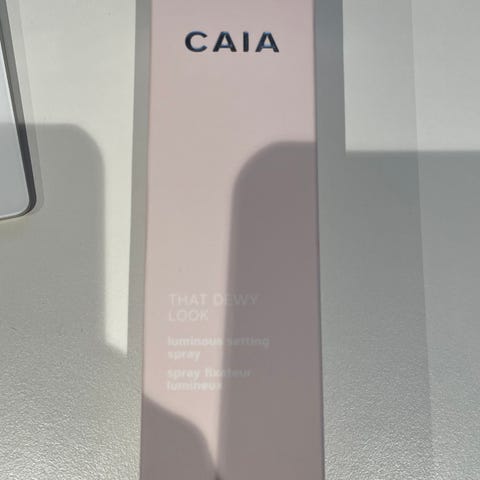 CAIA
THAT DEWY
LOOK
luminous setting
spray
spray fixateur
lumineux